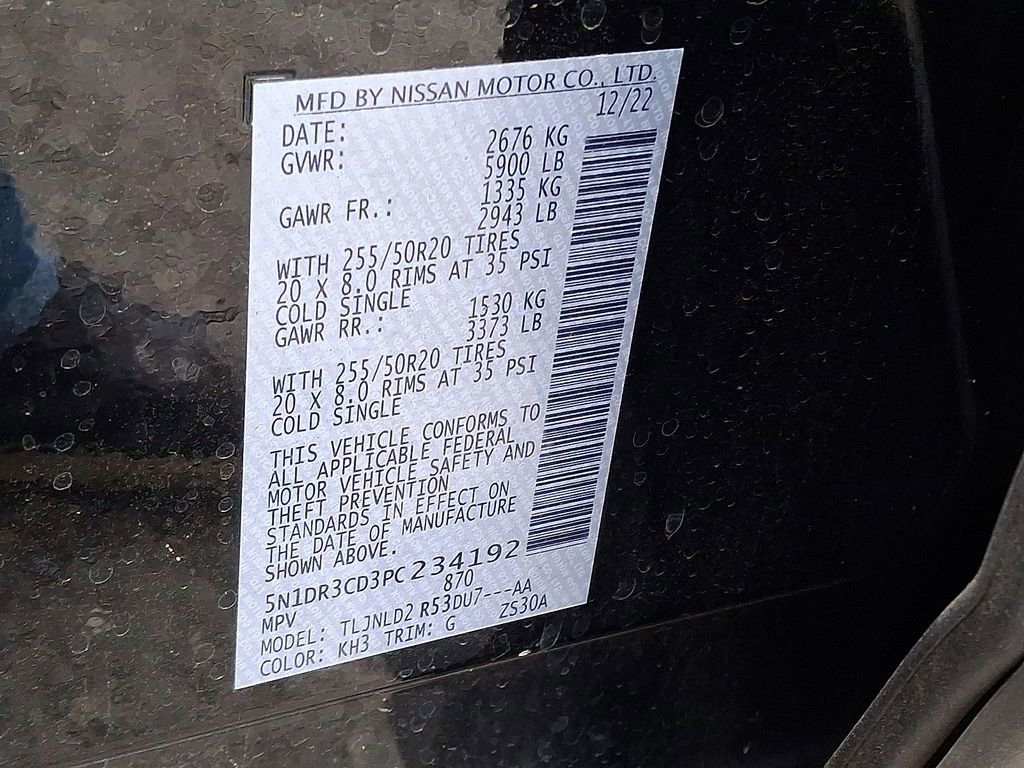 MFD BY NISSAN MOTOR CO., LTD.
DATE: 12/22
GVWR: 2676 KG
5900 LB
GAWR FR.: 1335 KG
2943 LB
WITH 255/50R20 TIRES
20 X 8.0 RIMS AT 35 PSI
COLD SINGLE
GAWR RR.: 1530 KG
3373 LB
WITH 255/50R20 TIRES
20 X 8.0 RIMS AT 35 PSI
COLD SINGLE
THIS VEHICLE CONFORMS TO
ALL APPLICABLE FEDERAL
MOTOR VEHICLE SAFETY AND
THEFT PREVENTION
STANDARDS IN EFFECT ON
THE DATE OF MANUFACTURE
SHOWN ABOVE.
5N1DR3CD3PC234192
MPV 870
MODEL: TLJNLD2 R53DU7---AA
COLOR: KH3 TRIM: G ZS30A